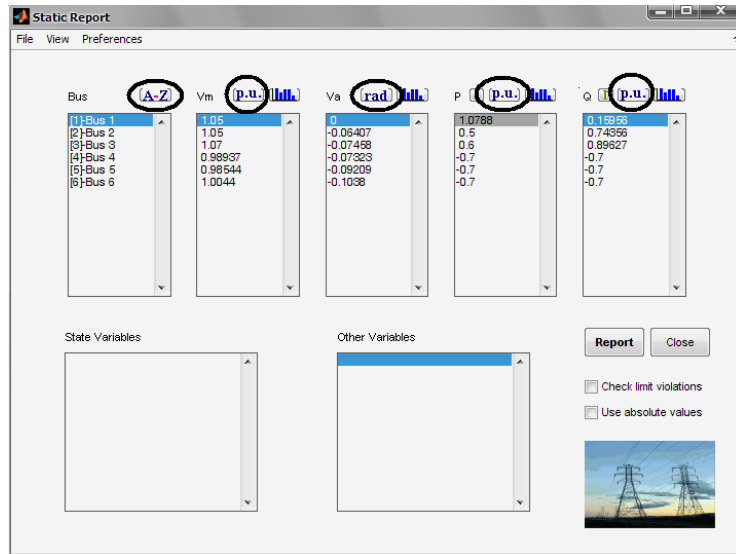 Static Report
File View Preferences
Bus [A-Z] Vm [p.u.] Va [rad] P [p.u.] Q [p.u.]
[1]-Bus 1 1.05 0 1.0788 0.15956
[2]-Bus 2 1.05 -0.06407 0.5 0.74356
[3]-Bus 3 1.07 -0.07458 0.6 0.89627
[4]-Bus 4 0.98937 -0.07323 -0.7 -0.7
[5]-Bus 5 0.98544 -0.09209 -0.7 -0.7
[6]-Bus 6 1.0044 -0.1038 -0.7 -0.7
State Variables Other Variables
Report Close
Check limit violations
Use absolute values